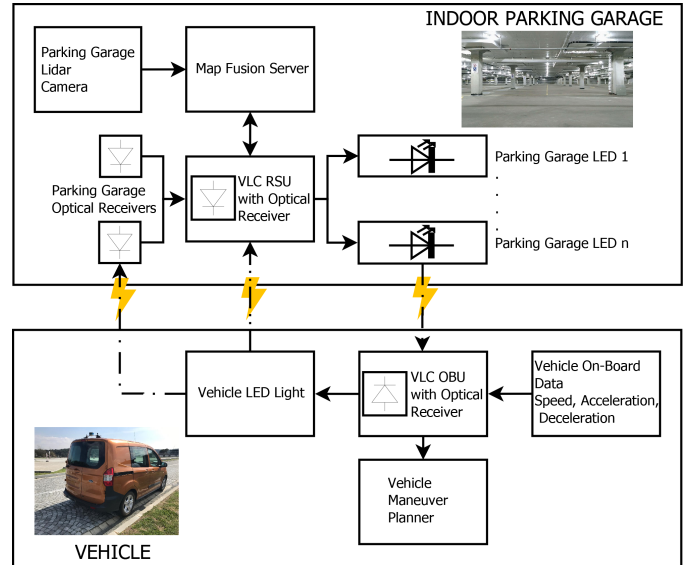 INDOOR PARKING GARAGE
Parking Garage
Lidar
Camera
Map Fusion Server
Parking Garage
Optical Receivers
VLC RSU
with Optical
Receiver
Parking Garage LED 1
Parking Garage LED n
Vehicle LED Light
VLC OBU
with Optical
Receiver
Vehicle On-Board
Data
Speed, Acceleration,
Deceleration
Vehicle
Maneuver
Planner
VEHICLE